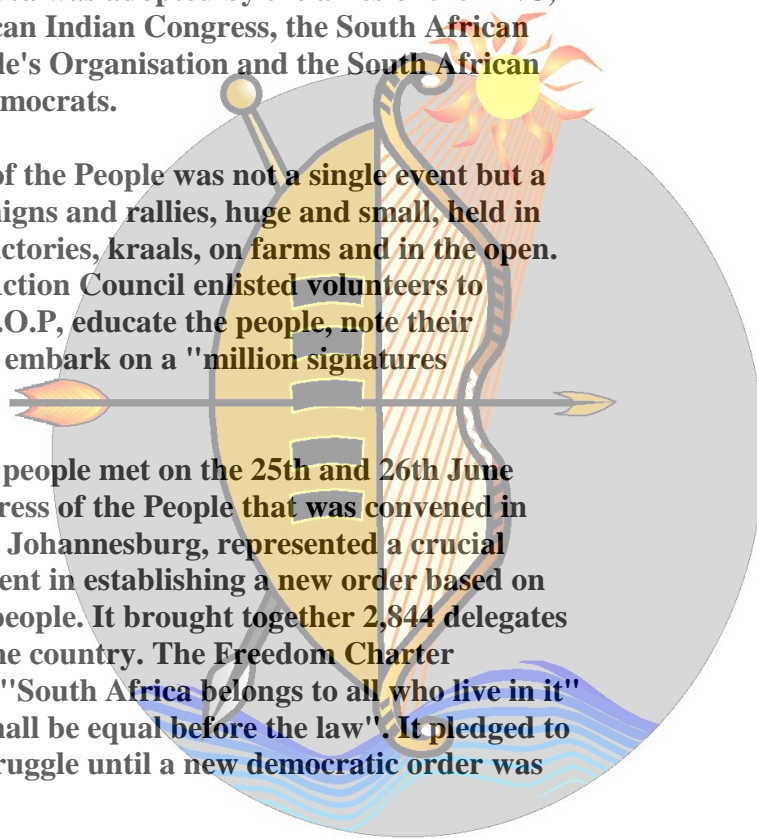 can Indian Congress, the South African
le's Organisation and the South African
mocrats.
of the People was not a single event but a
aigns and rallies, huge and small, held in
ctories, kraals, on farms and in the open.
ction Council enlisted volunteers to
.O.P, educate the people, note their
embark on a "million signatures
people met on the 25th and 26th June
ress of the People that was convened in
Johannesburg, represented a crucial
ent in establishing a new order based on
people. It brought together 2,844 delegates
he country. The Freedom Charter
"South Africa belongs to all who live in it"
hall be equal before the law". It pledged to
ruggle until a new democratic order was